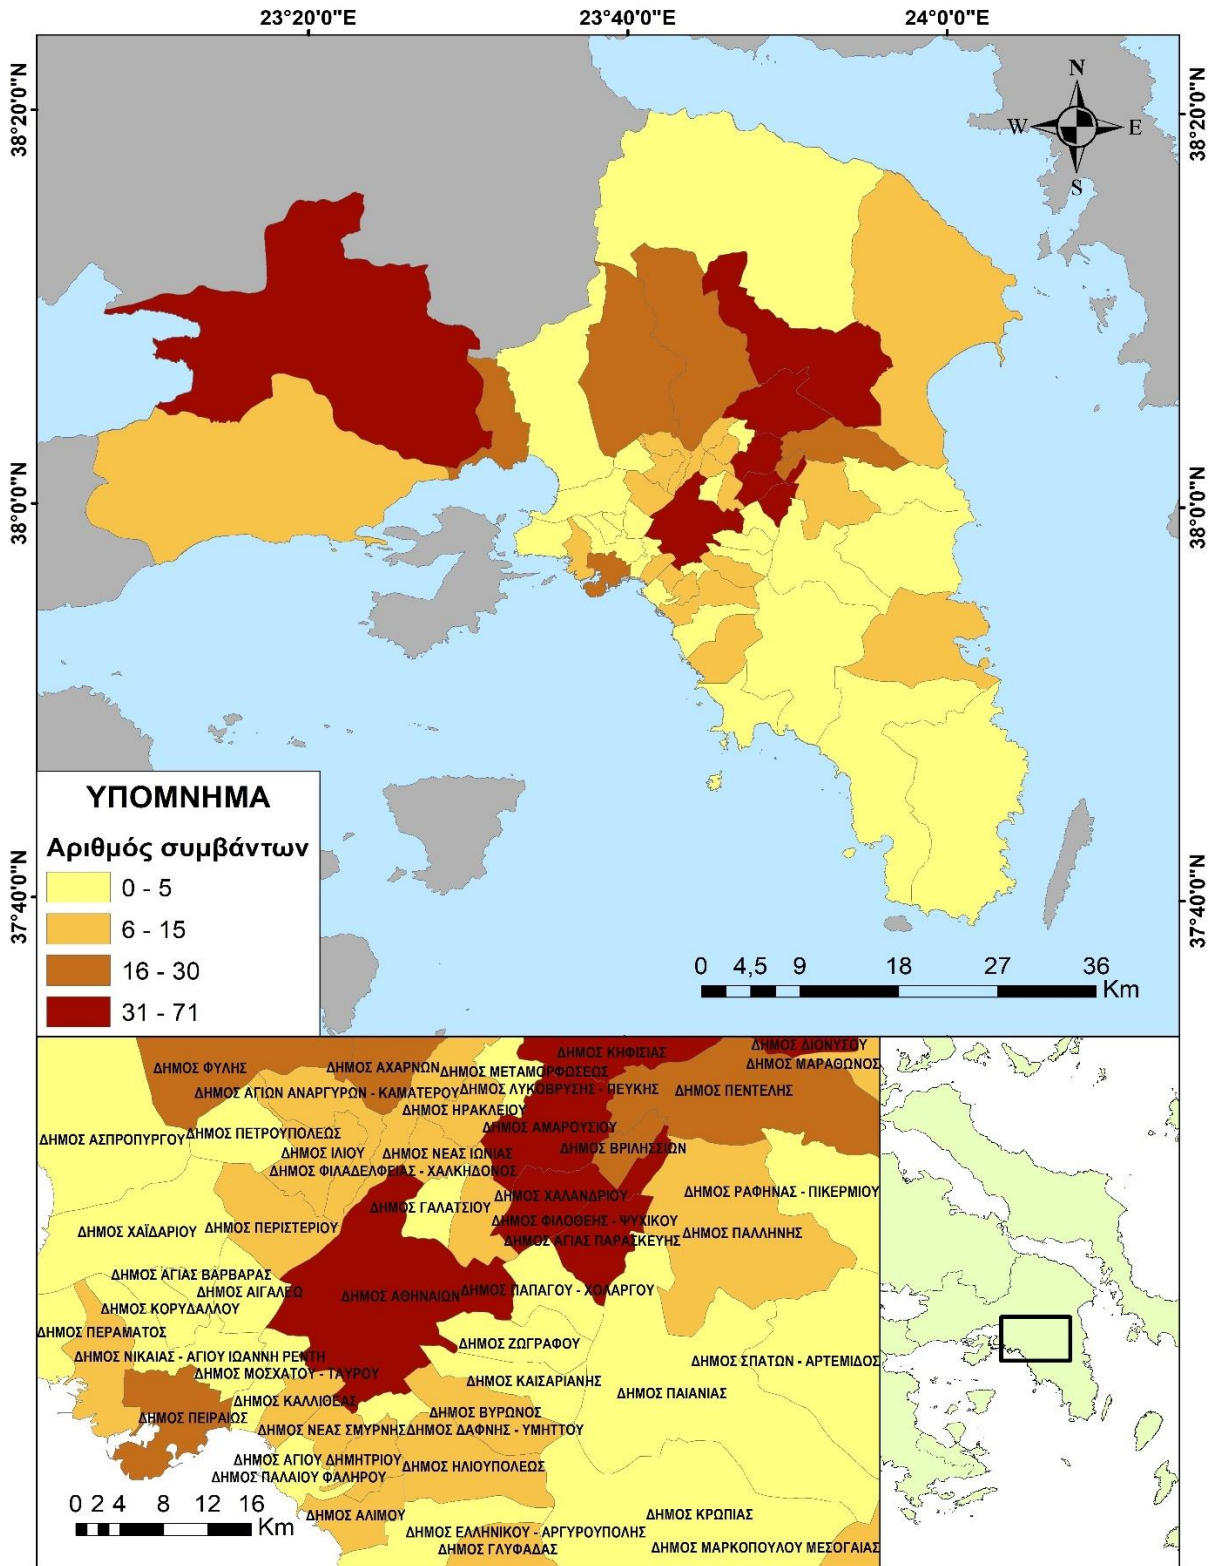 23°20'0"E 23°40'0"E 24°0'0"E
38°20'0"N 38°20'0"N
N
W E
S
38°0'0"N 38°0'0"N
37°40'0"N 37°40'0"N
ΥΠΟΜΝΗΜΑ
Αριθμός συμβάντων
0 - 5
6 - 15
16 - 30
31 - 71
0 4,5 9 18 27 36
Km
ΔΗΜΟΣ ΚΗΦΙΣΙΑΣ
ΔΗΜΟΣ ΔΙΟΝΥΣΟΥ
ΔΗΜΟΣ ΜΑΡΑΘΩΝΟΣ
ΔΗΜΟΣ ΦΥΛΗΣ
ΔΗΜΟΣ ΑΧΑΡΝΩΝ
ΔΗΜΟΣ ΜΕΤΑΜΟΡΦΩΣΕΩΣ
ΔΗΜΟΣ ΑΓΙΩΝ ΑΝΑΡΓΥΡΩΝ - ΚΑΜΑΤΕΡΟΥ
ΔΗΜΟΣ ΛΥΚΟΒΡΥΣΗΣ - ΠΕΥΚΗΣ
ΔΗΜΟΣ ΠΕΝΤΕΛΗΣ
ΔΗΜΟΣ ΗΡΑΚΛΕΙΟΥ
ΔΗΜΟΣ ΑΜΑΡΟΥΣΙΟΥ
ΔΗΜΟΣ ΑΣΠΡΟΠΥΡΓΟΥ
ΔΗΜΟΣ ΠΕΤΡΟΥΠΟΛΕΩΣ
ΔΗΜΟΣ ΙΛΙΟΥ
ΔΗΜΟΣ ΝΕΑΣ ΙΩΝΙΑΣ
ΔΗΜΟΣ ΒΡΙΛΗΣΣΙΩΝ
ΔΗΜΟΣ ΦΙΛΑΔΕΛΦΕΙΑΣ - ΧΑΛΚΗΔΟΝΟΣ
ΔΗΜΟΣ ΓΑΛΑΤΣΙΟΥ
ΔΗΜΟΣ ΧΑΛΑΝΔΡΙΟΥ
ΔΗΜΟΣ ΡΑΦΗΝΑΣ - ΠΙΚΕΡΜΙΟΥ
ΔΗΜΟΣ ΧΑΪΔΑΡΙΟΥ
ΔΗΜΟΣ ΠΕΡΙΣΤΕΡΙΟΥ
ΔΗΜΟΣ ΦΙΛΟΘΕΗΣ - ΨΥΧΙΚΟΥ
ΔΗΜΟΣ ΠΑΛΛΗΝΗΣ
ΔΗΜΟΣ ΑΓΙΑΣ ΠΑΡΑΣΚΕΥΗΣ
ΔΗΜΟΣ ΑΓΙΑΣ ΒΑΡΒΑΡΑΣ
ΔΗΜΟΣ ΑΙΓΑΛΕΩ
ΔΗΜΟΣ ΑΘΗΝΑΙΩΝ
ΔΗΜΟΣ ΠΑΠΑΓΟΥ - ΧΟΛΑΡΓΟΥ
ΔΗΜΟΣ ΚΟΡΥΔΑΛΛΟΥ
ΔΗΜΟΣ ΠΕΡΑΜΑΤΟΣ
ΔΗΜΟΣ ΖΩΓΡΑΦΟΥ
ΔΗΜΟΣ ΝΙΚΑΙΑΣ - ΑΓΙΟΥ ΙΩΑΝΝΗ ΡΕΝΤΗ
ΔΗΜΟΣ ΣΠΑΤΩΝ - ΑΡΤΕΜΙΔΟΣ
ΔΗΜΟΣ ΜΟΣΧΑΤΟΥ - ΤΑΥΡΟΥ
ΔΗΜΟΣ ΚΑΙΣΑΡΙΑΝΗΣ
ΔΗΜΟΣ ΠΑΙΑΝΙΑΣ
ΔΗΜΟΣ ΚΑΛΛΙΘΕΑΣ
ΔΗΜΟΣ ΠΕΙΡΑΙΩΣ
ΔΗΜΟΣ ΒΥΡΩΝΟΣ
ΔΗΜΟΣ ΝΕΑΣ ΣΜΥΡΝΗΣ
ΔΗΜΟΣ ΔΑΦΝΗΣ - ΥΜΗΤΤΟΥ
ΔΗΜΟΣ ΑΓΙΟΥ ΔΗΜΗΤΡΙΟΥ
ΔΗΜΟΣ ΗΛΙΟΥΠΟΛΕΩΣ
ΔΗΜΟΣ ΠΑΛΑΙΟΥ ΦΑΛΗΡΟΥ
ΔΗΜΟΣ ΑΛΙΜΟΥ
ΔΗΜΟΣ ΚΡΩΠΙΑΣ
ΔΗΜΟΣ ΕΛΛΗΝΙΚΟΥ - ΑΡΓΥΡΟΥΠΟΛΗΣ
ΔΗΜΟΣ ΓΛΥΦΑΔΑΣ
ΔΗΜΟΣ ΜΑΡΚΟΠΟΥΛΟΥ ΜΕΣΟΓΑΙΑΣ
0 2 4 8 12 16
Km